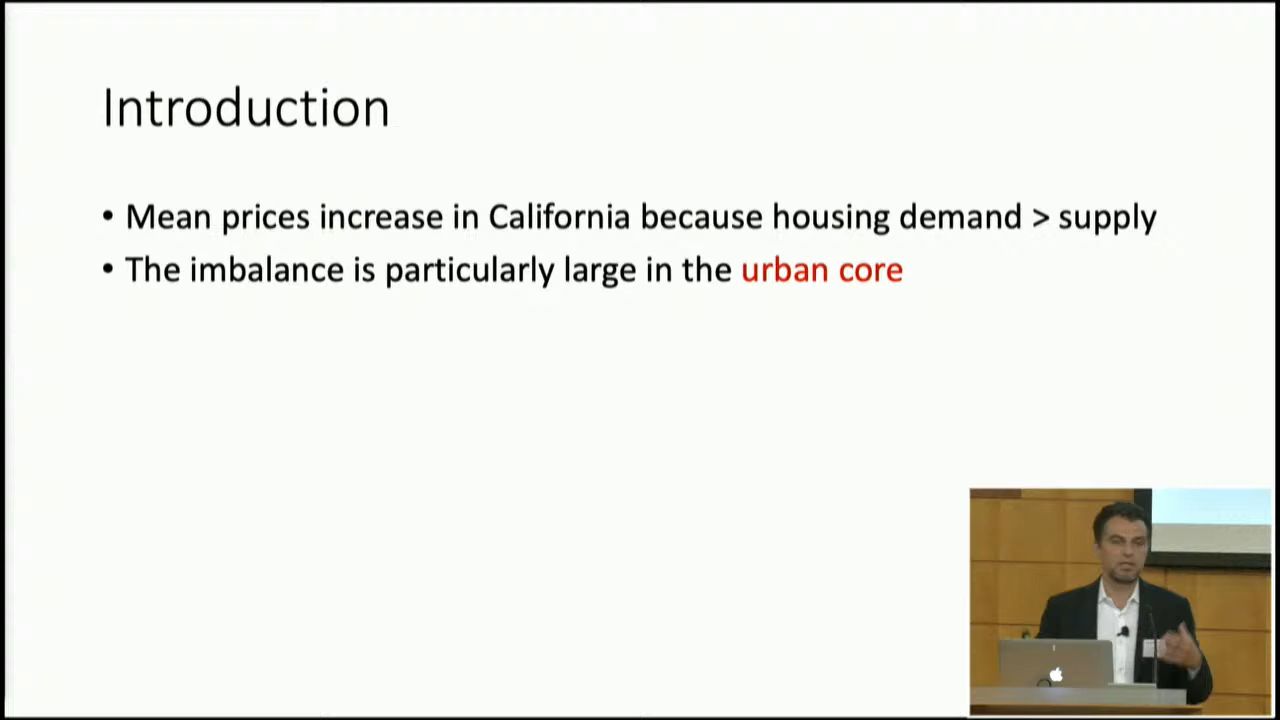 Introduction
• Mean prices increase in California because housing demand > supply
• The imbalance is particularly large in the urban core